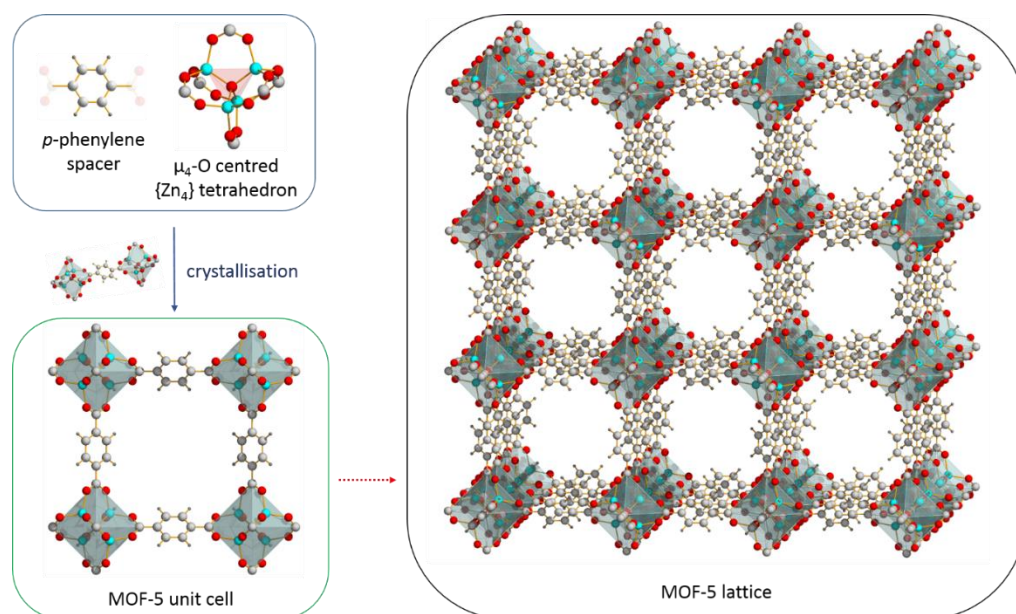 p-phenylene
spacer
μ₄-O centred
{Zn₄} tetrahedron
crystallisation
MOF-5 unit cell
MOF-5 lattice